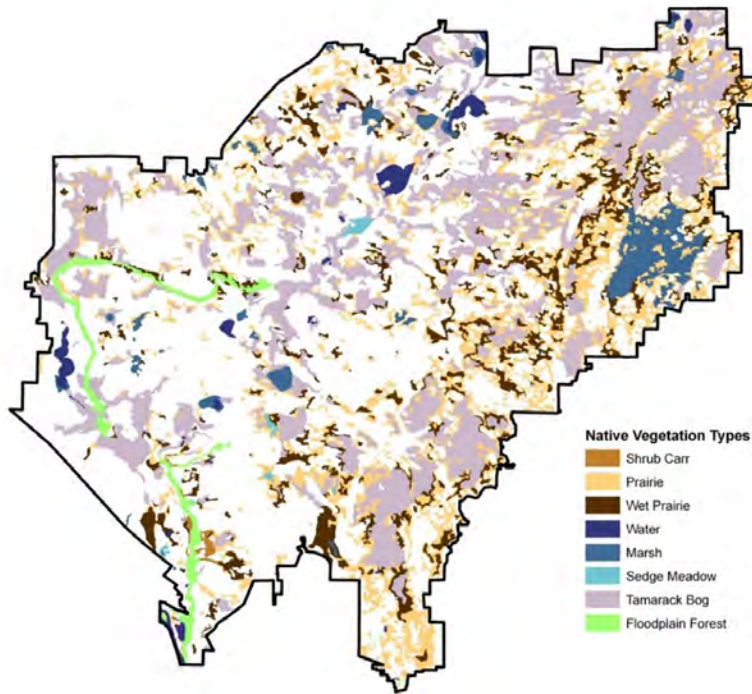 Native Vegetation Types
Shrub Carr
Prairie
Wet Prairie
Water
Marsh
Sedge Meadow
Tamarack Bog
Floodplain Forest